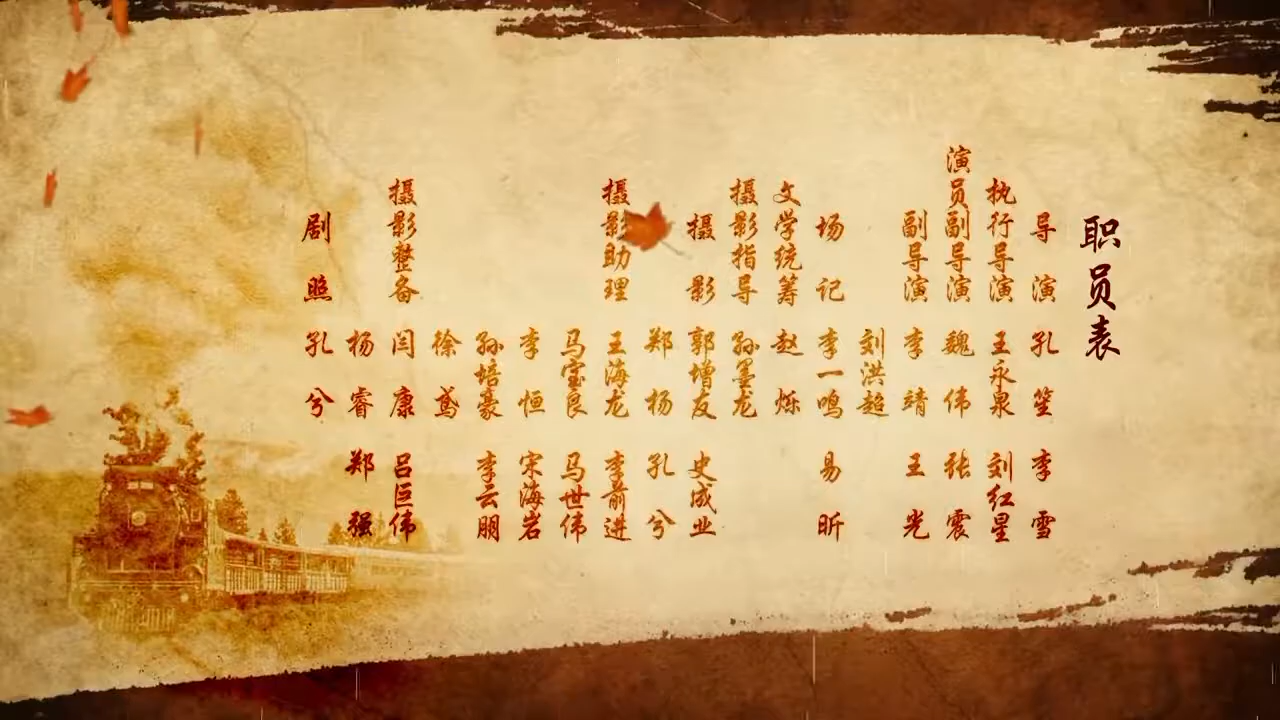 职员表
导演 孔笙 李雪
执行导演 王永泉 刘红星
演员副导演 魏伟 张震
副导演 李靖 王光
刘洪超
场记 李一鸣 易昕
文学统筹 赵烁
摄影指导 孙墨龙
摄影 郭增友 史成业
郑杨 孔兮
摄影助理 王海龙 李前进
马宝良 马世伟
李恒 宋海岩
孙培豪 李云朋
徐鸢
摄影整备 闫康 吕巨伟
杨睿 郑强
剧照 孔兮